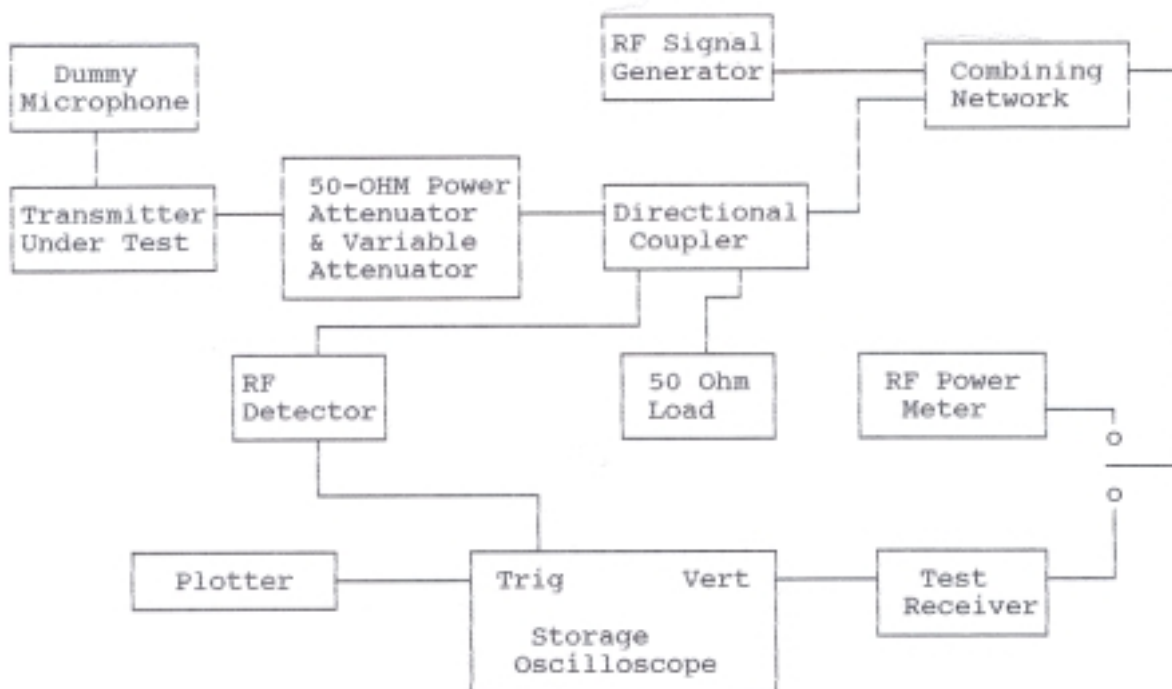 Dummy
Microphone
RF Signal
Generator
Combining
Network
Transmitter
Under Test
50-OHM Power
Attenuator
& Variable
Attenuator
Directional
Coupler
RF
Detector
50 Ohm
Load
RF Power
Meter
Plotter
Trig Vert
Storage
Oscilloscope
Test
Receiver